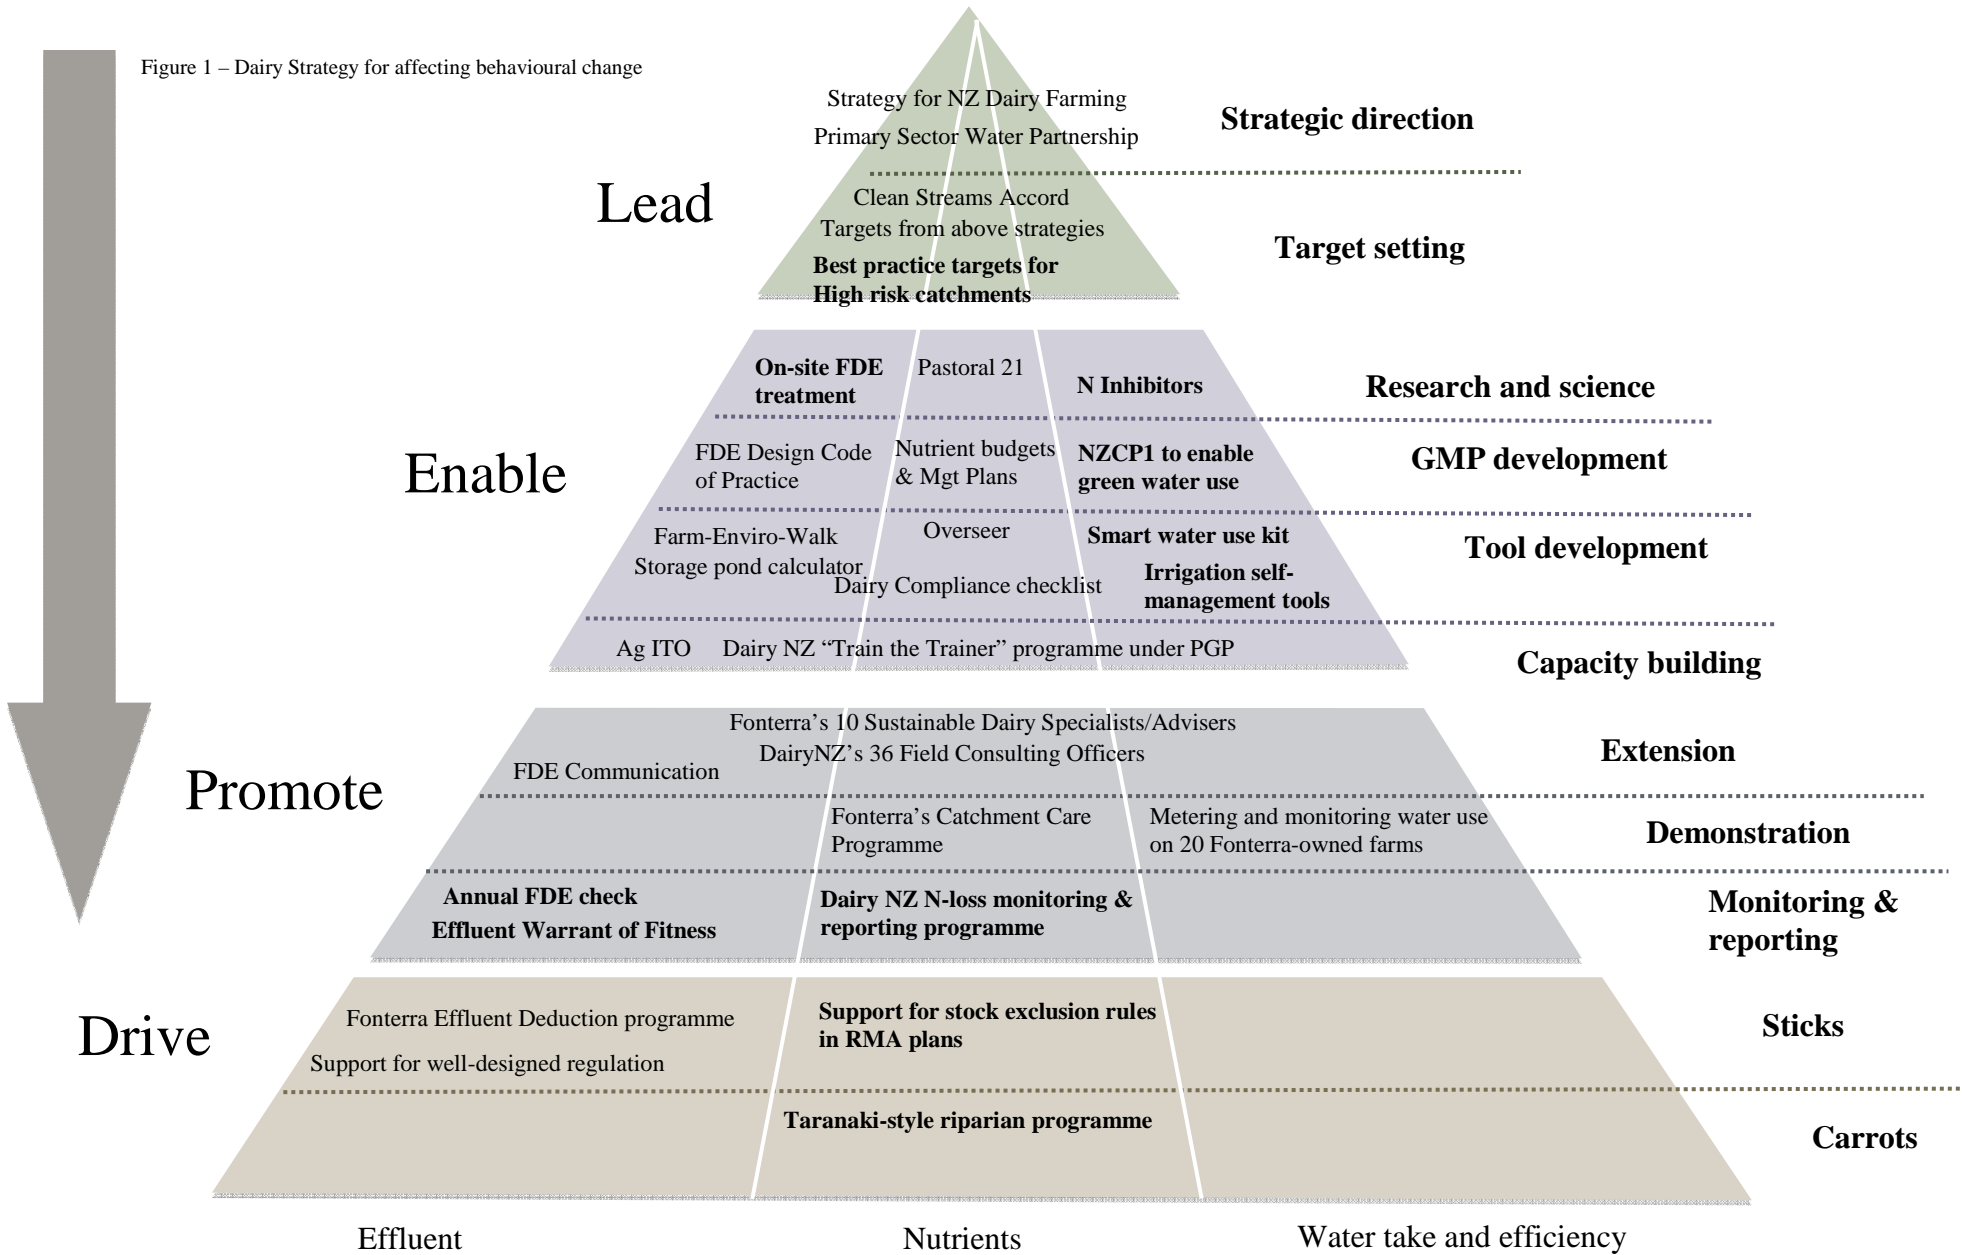 Figure 1 – Dairy Strategy for affecting behavioural change
Strategy for NZ Dairy Farming
Primary Sector Water Partnership
Strategic direction
Lead
Clean Streams Accord
Targets from above strategies
Best practice targets for
High risk catchments
Target setting
Enable
On-site FDE
treatment
Pastoral 21
N Inhibitors
Research and science
FDE Design Code
of Practice
Nutrient budgets
& Mgt Plans
NZCP1 to enable
green water use
GMP development
Farm-Enviro-Walk
Storage pond calculator
Overseer
Dairy Compliance checklist
Smart water use kit
Irrigation self-
management tools
Tool development
Ag ITO
Dairy NZ “Train the Trainer” programme under PGP
Capacity building
Promote
Fonterra’s 10 Sustainable Dairy Specialists/Advisers
DairyNZ’s 36 Field Consulting Officers
FDE Communication
Extension
Fonterra’s Catchment Care
Programme
Metering and monitoring water use
on 20 Fonterra-owned farms
Demonstration
Annual FDE check
Effluent Warrant of Fitness
Dairy NZ N-loss monitoring &
reporting programme
Monitoring &
reporting
Drive
Fonterra Effluent Deduction programme
Support for well-designed regulation
Support for stock exclusion rules
in RMA plans
Sticks
Taranaki-style riparian programme
Carrots
Effluent
Nutrients
Water take and efficiency